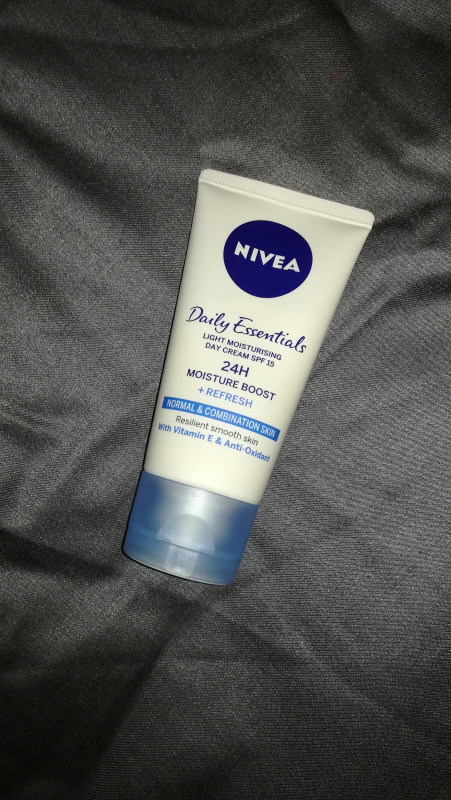 NIVEA
Daily Essentials
LIGHT MOISTURISING
DAY CREAM SPF 15
24H
MOISTURE BOOST
+ REFRESH
NORMAL & COMBINATION SKIN
Resilient smooth skin
With Vitamin E & Anti-Oxidant